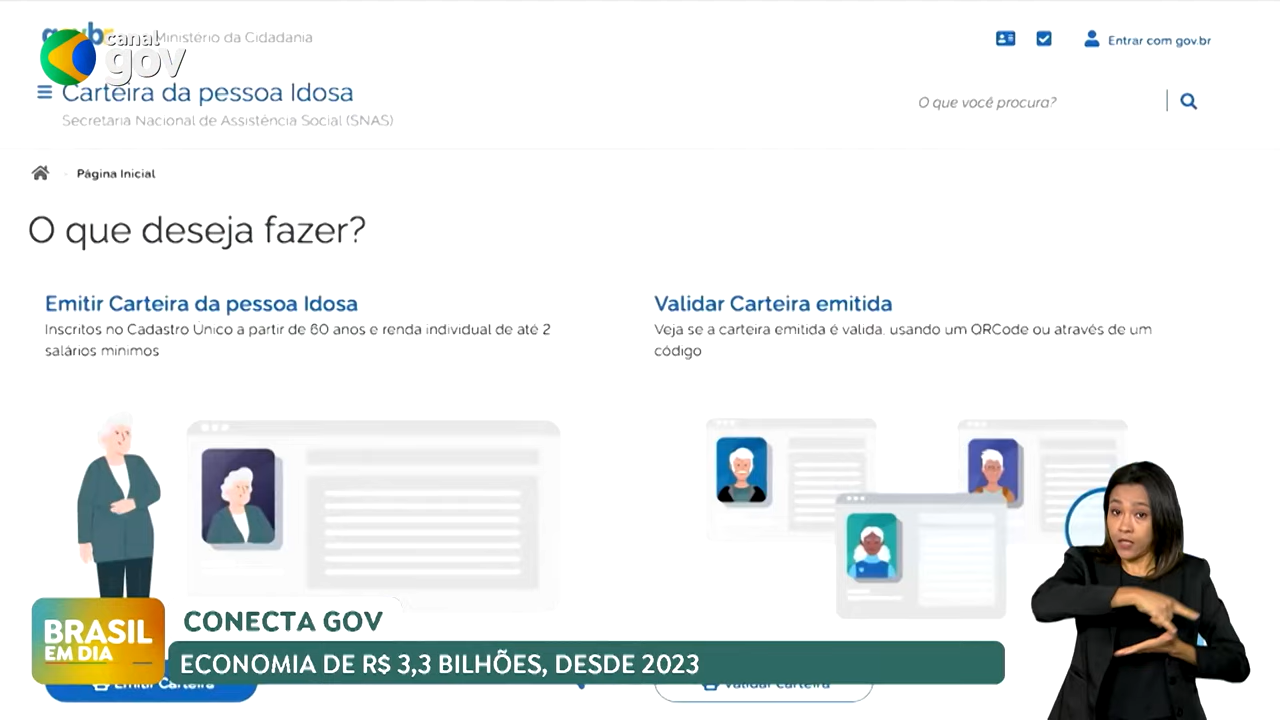 canal
gov
Ministério da Cidadania
Entrar com gov.br
Carteira da pessoa Idosa
O que você procura?
Secretaria Nacional de Assistência Social (SNAS)
Página Inicial
O que deseja fazer?
Emitir Carteira da pessoa Idosa
Inscritos no Cadastro Único a partir de 60 anos e renda individual de até 2
salários mínimos
Validar Carteira emitida
Veja se a carteira emitida é valida, usando um QRCode ou através de um
código
BRASIL
EM DIA
CONECTA GOV
ECONOMIA DE R$ 3,3 BILHÕES, DESDE 2023
Emitir Carteira
Validar Carteira